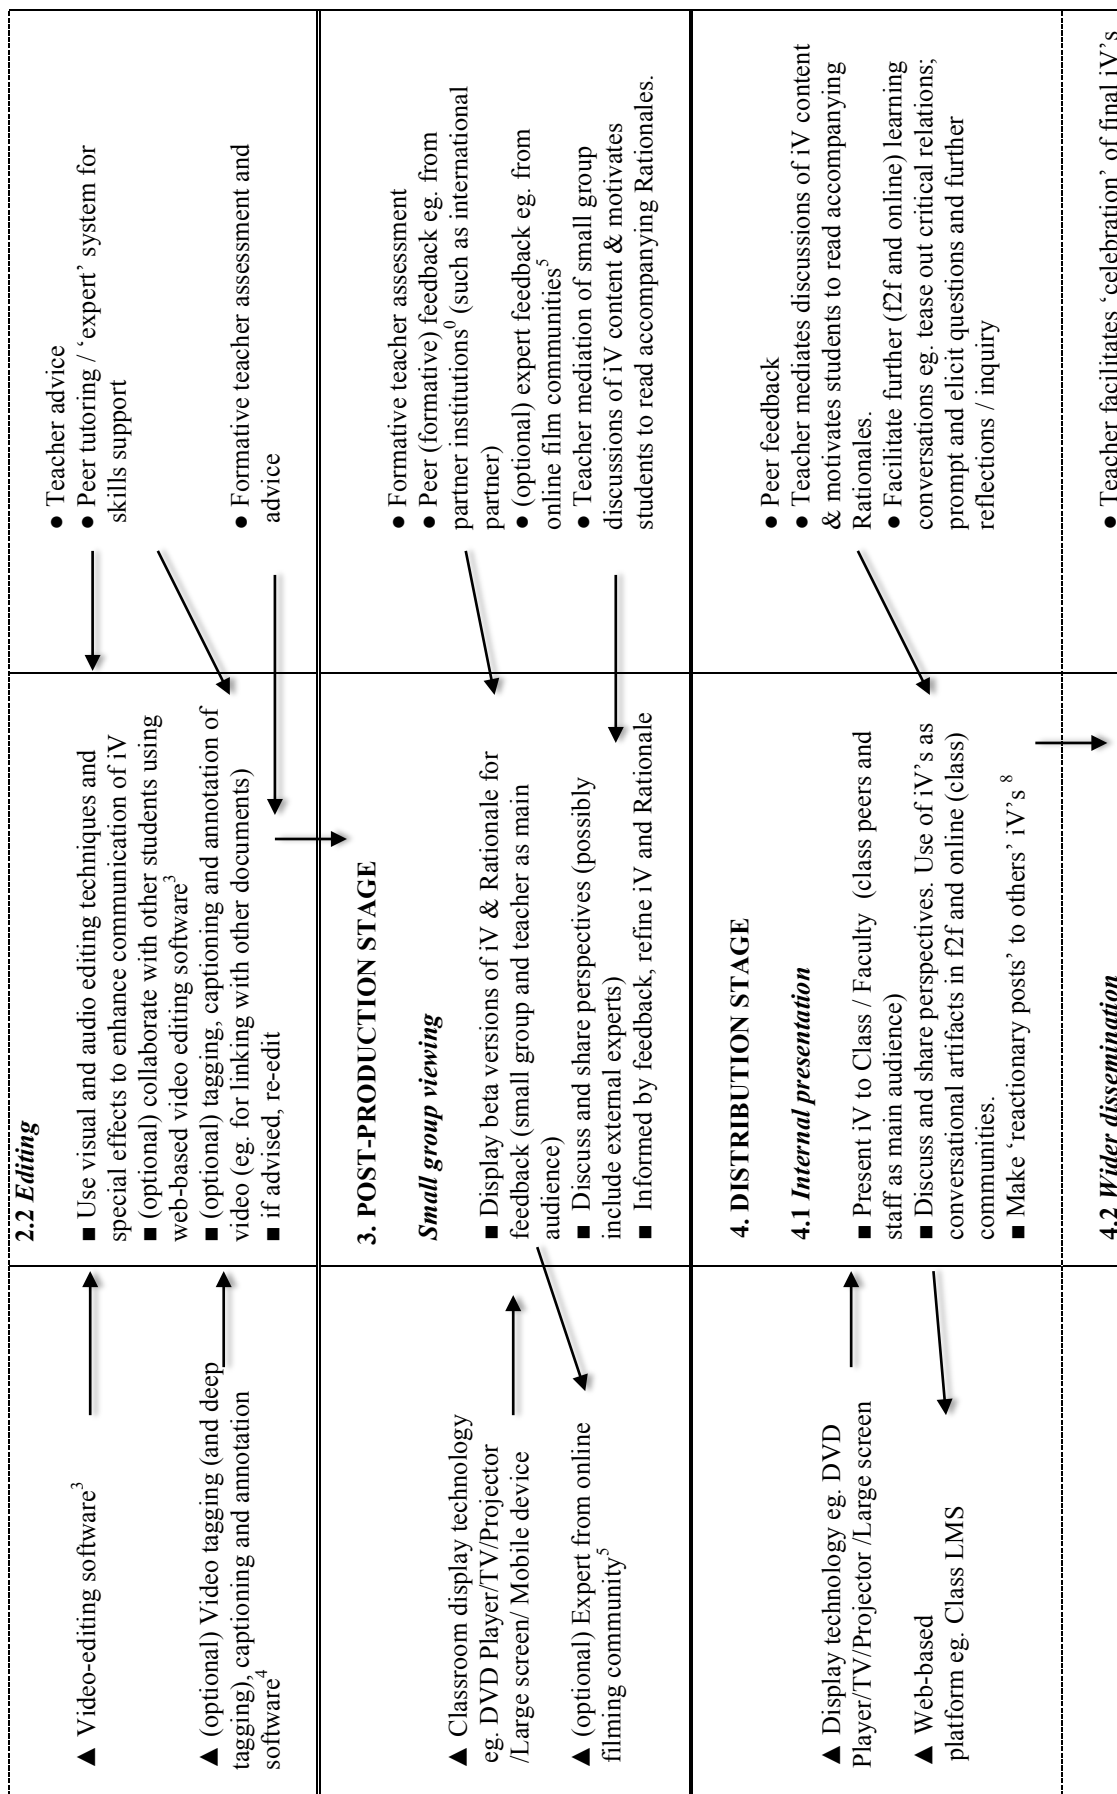 ▲ Video-editing software³
▲ (optional) Video tagging (and deep
tagging), captioning and annotation
software⁴
2.2 Editing
■ Use visual and audio editing techniques and
special effects to enhance communication of iV
■ (optional) collaborate with other students using
web-based video editing software³
■ (optional) tagging, captioning and annotation of
video (eg. for linking with other documents)
■ if advised, re-edit
● Teacher advice
● Peer tutoring / ‘expert’ system for
skills support
● Formative teacher assessment and
advice
▲ Classroom display technology
eg. DVD Player/TV/Projector
/Large screen/ Mobile device
▲ (optional) Expert from online
filming community⁵
3. POST-PRODUCTION STAGE
Small group viewing
■ Display beta versions of iV & Rationale for
feedback (small group and teacher as main
audience)
■ Discuss and share perspectives (possibly
include external experts)
■ Informed by feedback, refine iV and Rationale
● Formative teacher assessment
● Peer (formative) feedback eg. from
partner institutions⁰ (such as international
partner)
● (optional) expert feedback eg. from
online film communities⁵
● Teacher mediation of small group
discussions of iV content & motivates
students to read accompanying Rationales.
▲ Display technology eg. DVD
Player/TV/Projector /Large screen
▲ Web-based
platform eg. Class LMS
4. DISTRIBUTION STAGE
4.1 Internal presentation
■ Present iV to Class / Faculty (class peers and
staff as main audience)
■ Discuss and share perspectives. Use of iV’s as
conversational artifacts in f2f and online (class)
communities.
■ Make ‘reactionary posts’ to others’ iV’s ⁸
● Peer feedback
● Teacher mediates discussions of iV content
& motivates students to read accompanying
Rationales.
● Facilitate further (f2f and online) learning
conversations eg. tease out critical relations;
prompt and elicit questions and further
reflections / inquiry
4.2 Wider dissemination
● Teacher facilitates ‘celebration’ of final iV’s